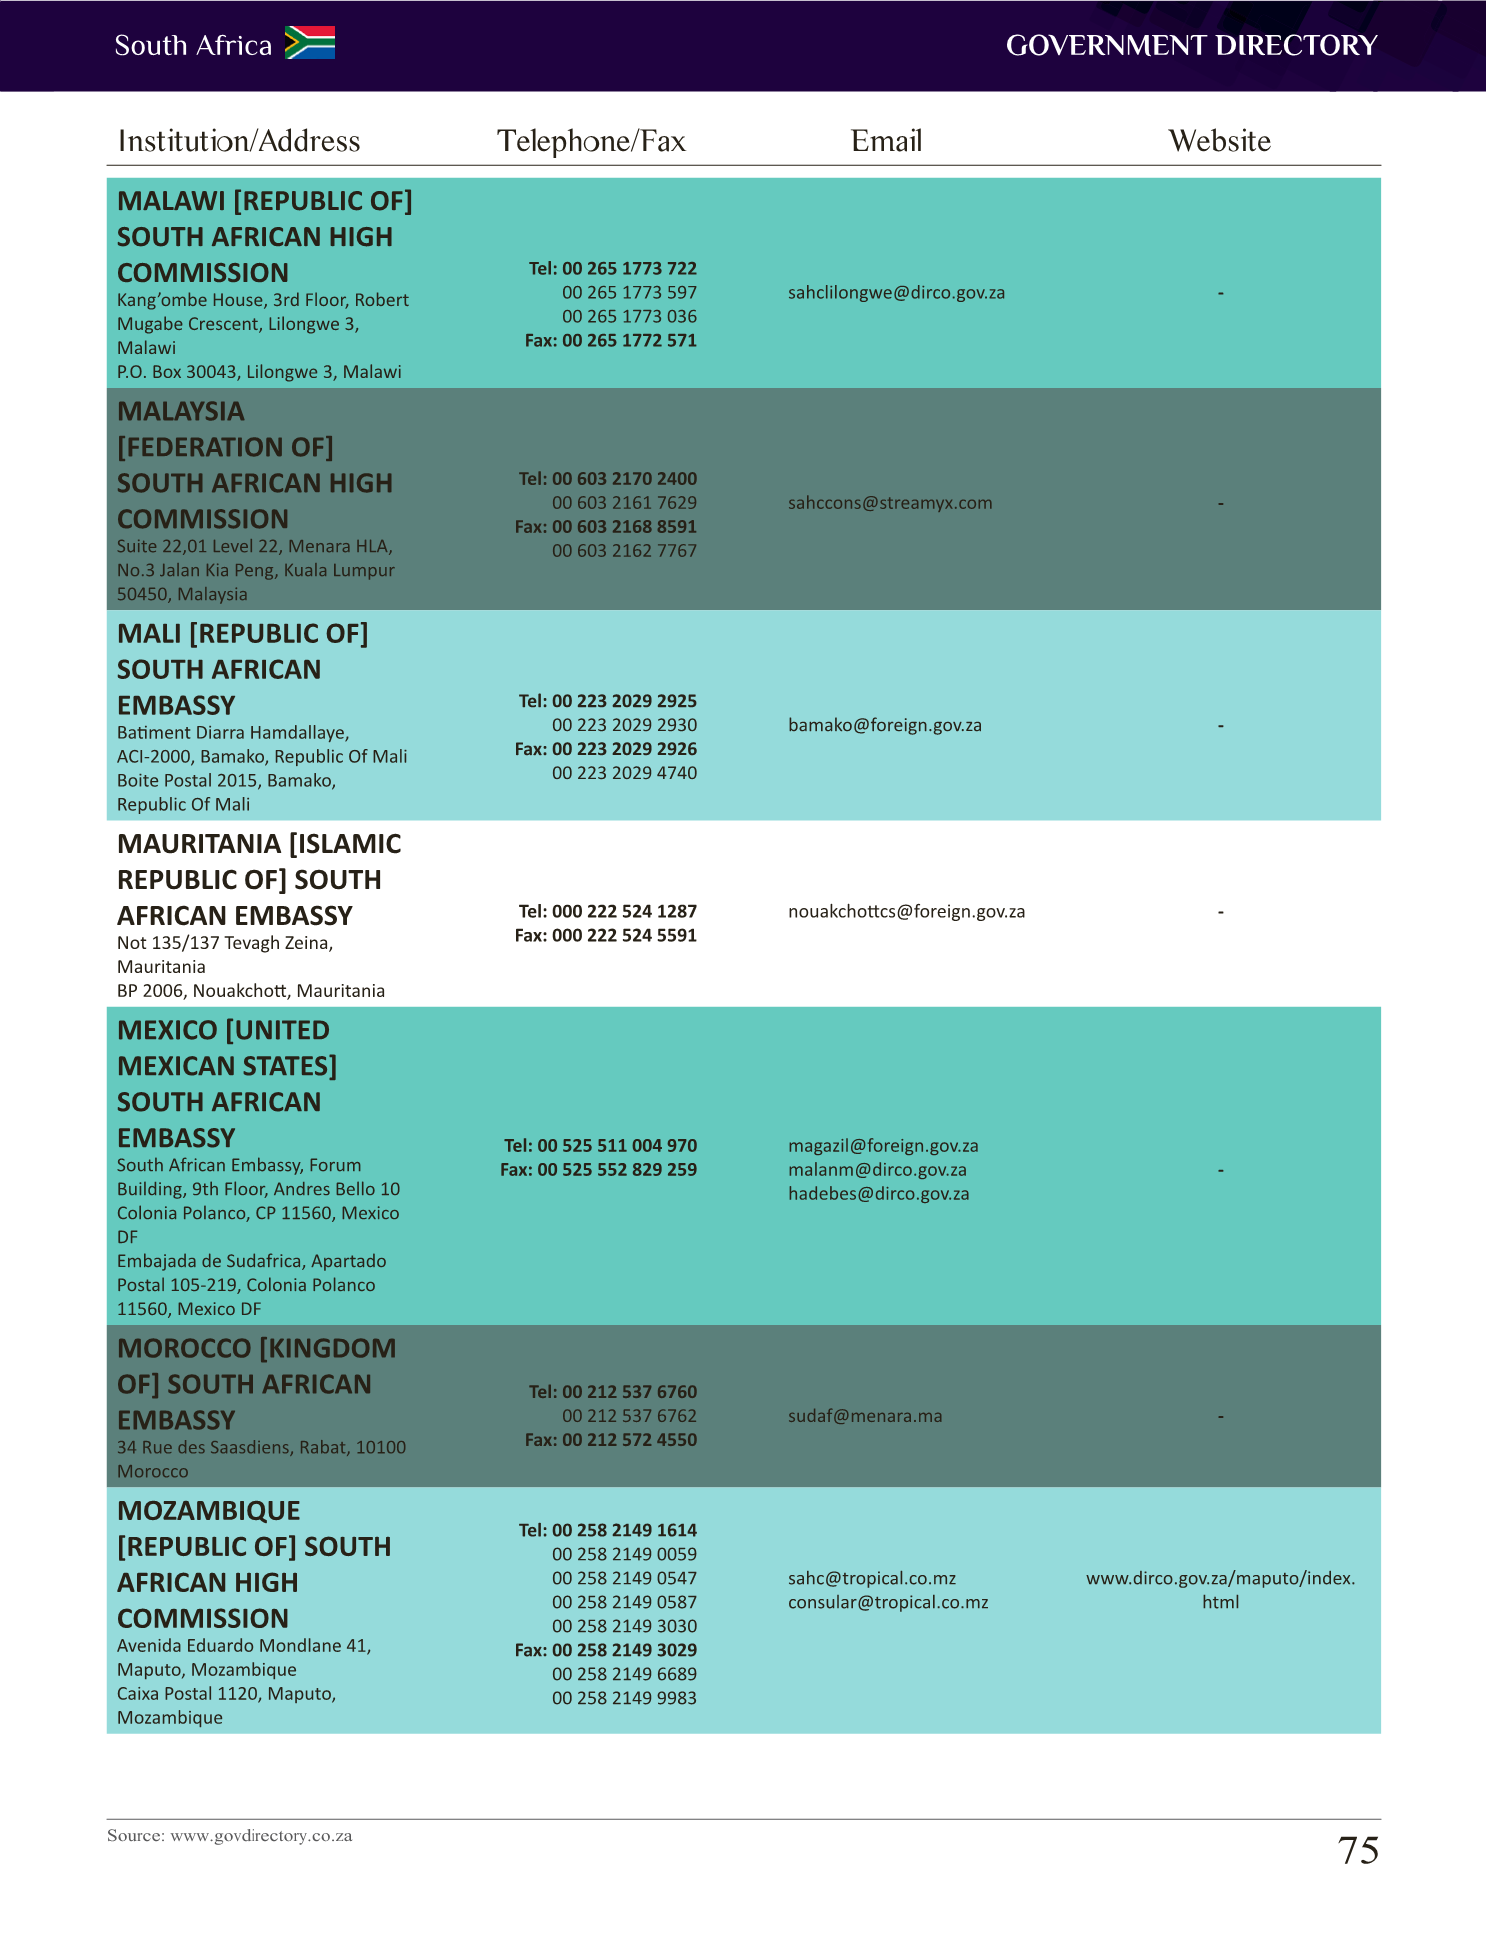 South Africa
GOVERNMENT DIRECTORY
Institution/Address
Telephone/Fax
Email
Website
MALAWI [REPUBLIC OF]
SOUTH AFRICAN HIGH
COMMISSION
Kang’ombe House, 3rd Floor, Robert
Mugabe Crescent, Lilongwe 3,
Malawi
P.O. Box 30043, Lilongwe 3, Malawi
Tel: 00 265 1773 722
00 265 1773 597
00 265 1773 036
Fax: 00 265 1772 571
sahclilongwe@dirco.gov.za
-
MALAYSIA
[FEDERATION OF]
SOUTH AFRICAN HIGH
COMMISSION
Suite 22,01 Level 22, Menara HLA,
No.3 Jalan Kia Peng, Kuala Lumpur
50450, Malaysia
Tel: 00 603 2170 2400
00 603 2161 7629
Fax: 00 603 2168 8591
00 603 2162 7767
sahccons@streamyx.com
-
MALI [REPUBLIC OF]
SOUTH AFRICAN
EMBASSY
Batiment Diarra Hamdallaye,
ACI-2000, Bamako, Republic Of Mali
Boite Postal 2015, Bamako,
Republic Of Mali
Tel: 00 223 2029 2925
00 223 2029 2930
Fax: 00 223 2029 2926
00 223 2029 4740
bamako@foreign.gov.za
-
MAURITANIA [ISLAMIC
REPUBLIC OF] SOUTH
AFRICAN EMBASSY
Not 135/137 Tevagh Zeina,
Mauritania
BP 2006, Nouakchott, Mauritania
Tel: 000 222 524 1287
Fax: 000 222 524 5591
nouakchottcs@foreign.gov.za
-
MEXICO [UNITED
MEXICAN STATES]
SOUTH AFRICAN
EMBASSY
South African Embassy, Forum
Building, 9th Floor, Andres Bello 10
Colonia Polanco, CP 11560, Mexico
DF
Embajada de Sudafrica, Apartado
Postal 105-219, Colonia Polanco
11560, Mexico DF
Tel: 00 525 511 004 970
Fax: 00 525 552 829 259
magazil@foreign.gov.za
malanm@dirco.gov.za
hadebes@dirco.gov.za
-
MOROCCO [KINGDOM
OF] SOUTH AFRICAN
EMBASSY
34 Rue des Saasdiens, Rabat, 10100
Morocco
Tel: 00 212 537 6760
00 212 537 6762
Fax: 00 212 572 4550
sudaf@menara.ma
-
MOZAMBIQUE
[REPUBLIC OF] SOUTH
AFRICAN HIGH
COMMISSION
Avenida Eduardo Mondlane 41,
Maputo, Mozambique
Caixa Postal 1120, Maputo,
Mozambique
Tel: 00 258 2149 1614
00 258 2149 0059
00 258 2149 0547
00 258 2149 0587
00 258 2149 3030
Fax: 00 258 2149 3029
00 258 2149 6689
00 258 2149 9983
sahc@tropical.co.mz
consular@tropical.co.mz
www.dirco.gov.za/maputo/index.
html
Source: www.govdirectory.co.za
75